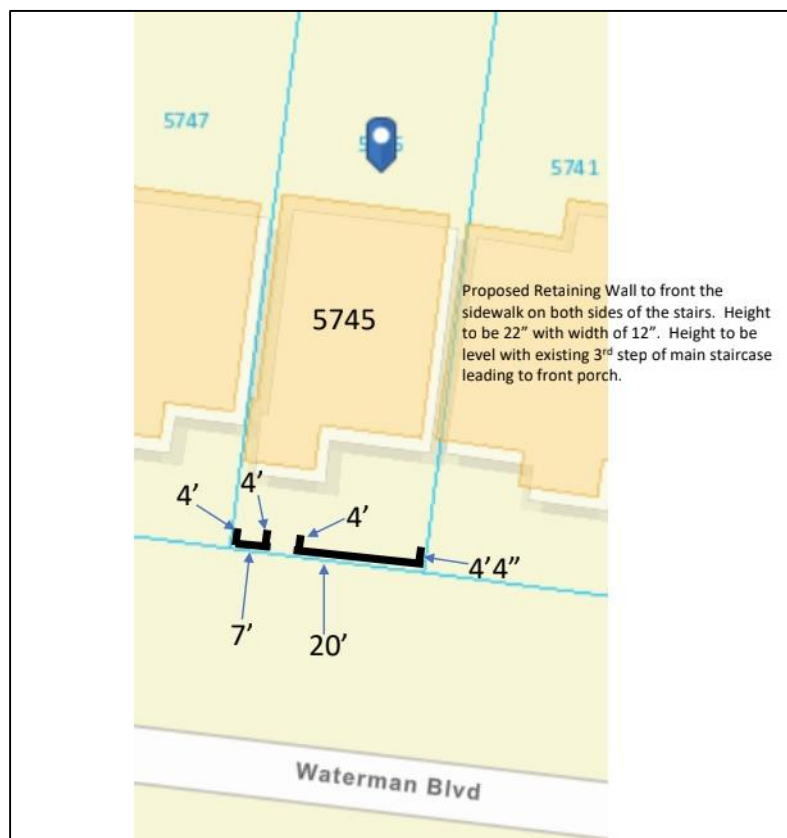 5747
5741
5745
Proposed Retaining Wall to front the
sidewalk on both sides of the stairs. Height
to be 22” with width of 12”. Height to be
level with existing 3rd step of main staircase
leading to front porch.
4’
4’
4’
4’4”
7’
20’
Waterman Blvd